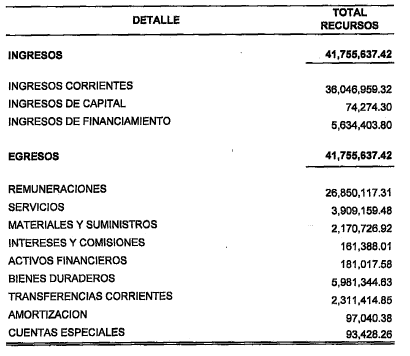 DETALLE TOTAL RECURSOS
INGRESOS 41,755,637.42
INGRESOS CORRIENTES 36,046,959.32
INGRESOS DE CAPITAL 74,274.30
INGRESOS DE FINANCIAMIENTO 5,634,403.80
EGRESOS 41,755,637.42
REMUNERACIONES 26,850,117.31
SERVICIOS 3,909,159.48
MATERIALES Y SUMINISTROS 2,170,726.92
INTERESES Y COMISIONES 161,388.01
ACTIVOS FINANCIEROS 181,017.58
BIENES DURADEROS 5,981,344.63
TRANSFERENCIAS CORRIENTES 2,311,414.85
AMORTIZACION 97,040.38
CUENTAS ESPECIALES 93,428.26